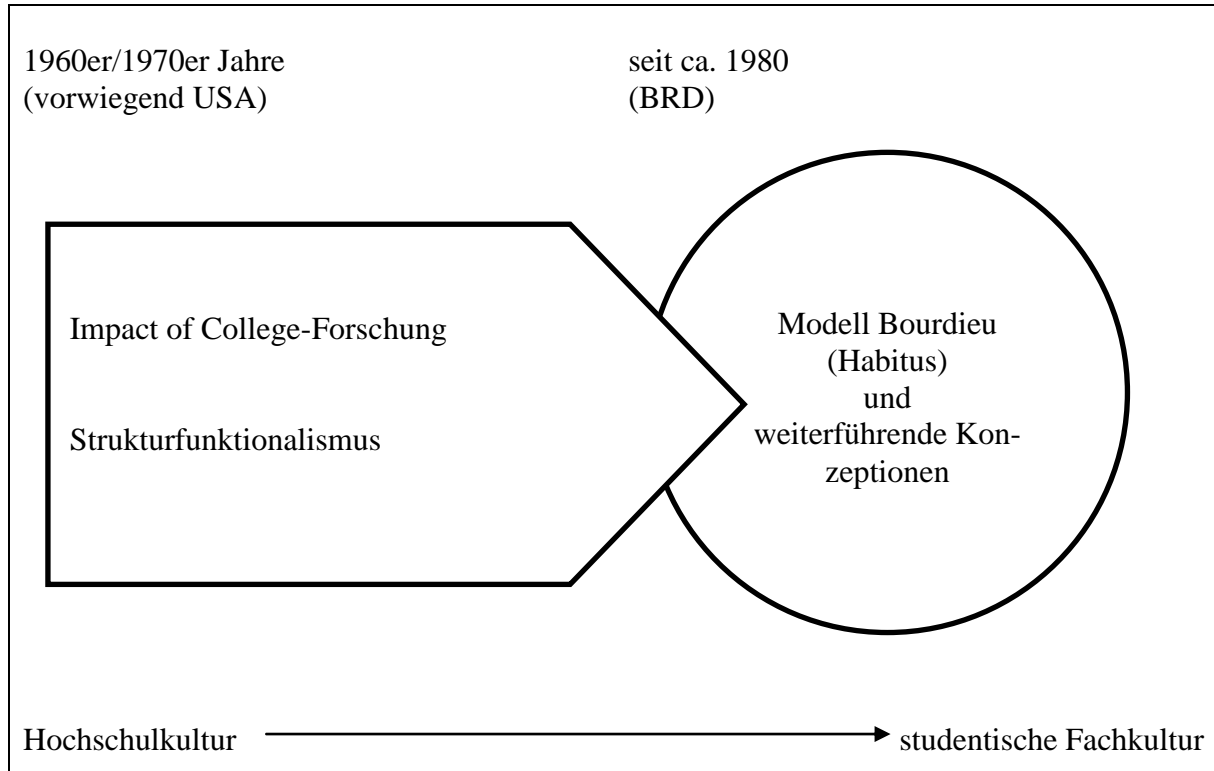 1960er/1970er Jahre
(vorwiegend USA)
seit ca. 1980
(BRD)
Impact of College-Forschung
Strukturfunktionalismus
Modell Bourdieu
(Habitus)
und
weiterführende Kon-
zeptionen
Hochschulkultur
studentische Fachkultur